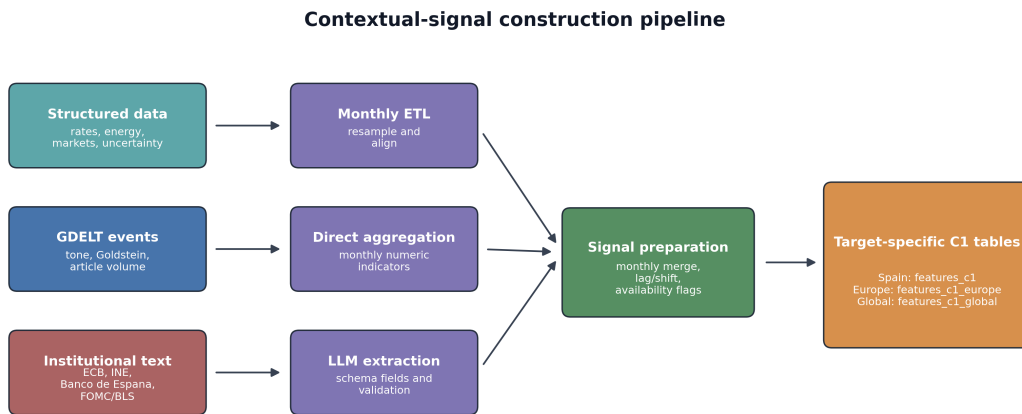 Contextual-signal construction pipeline
Structured data
rates, energy,
markets, uncertainty
Monthly ETL
resample and
align
GDELT events
tone, Goldstein,
article volume
Direct aggregation
monthly numeric
indicators
Institutional text
ECB, INE,
Banco de Espana,
FOMC/BLS
LLM extraction
schema fields and
validation
Signal preparation
monthly merge,
lag/shift,
availability flags
Target-specific C1 tables
Spain: features_c1
Europe: features_c1_europe
Global: features_c1_global